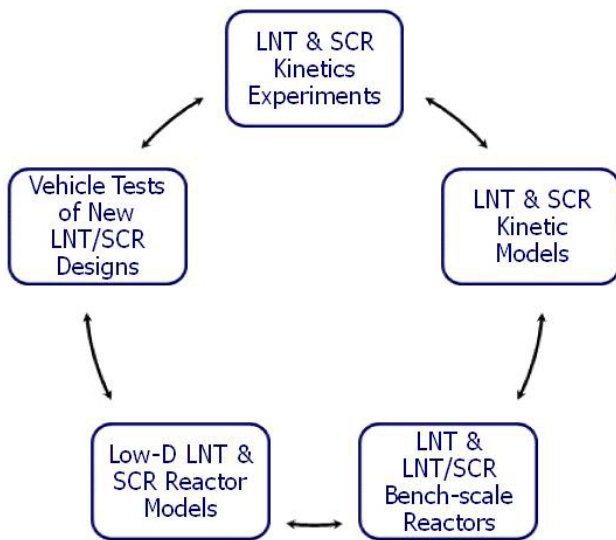 LNT & SCR
Kinetics
Experiments
Vehicle Tests
of New
LNT/SCR
Designs
LNT & SCR
Kinetic
Models
Low-D LNT &
SCR Reactor
Models
LNT &
LNT/SCR
Bench-scale
Reactors